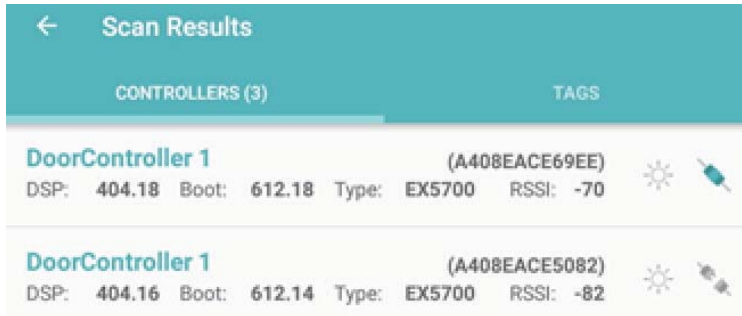 Scan Results
CONTROLLERS (3) TAGS
DoorController 1 (A408EACE69EE)
DSP: 404.18 Boot: 612.18 Type: EX5700 RSSI: -70
DoorController 1 (A408EACE5082)
DSP: 404.16 Boot: 612.14 Type: EX5700 RSSI: -82